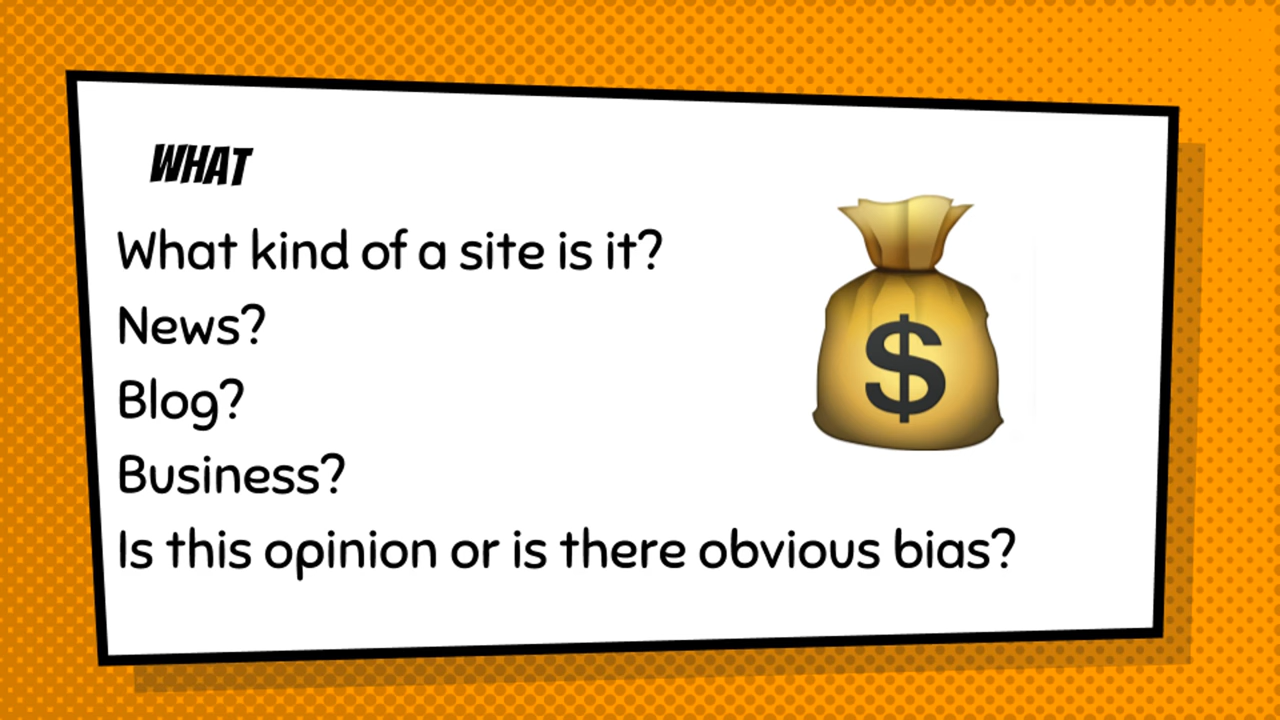 WHAT
What kind of a site is it?
News?
Blog?
Business?
Is this opinion or is there obvious bias?
$